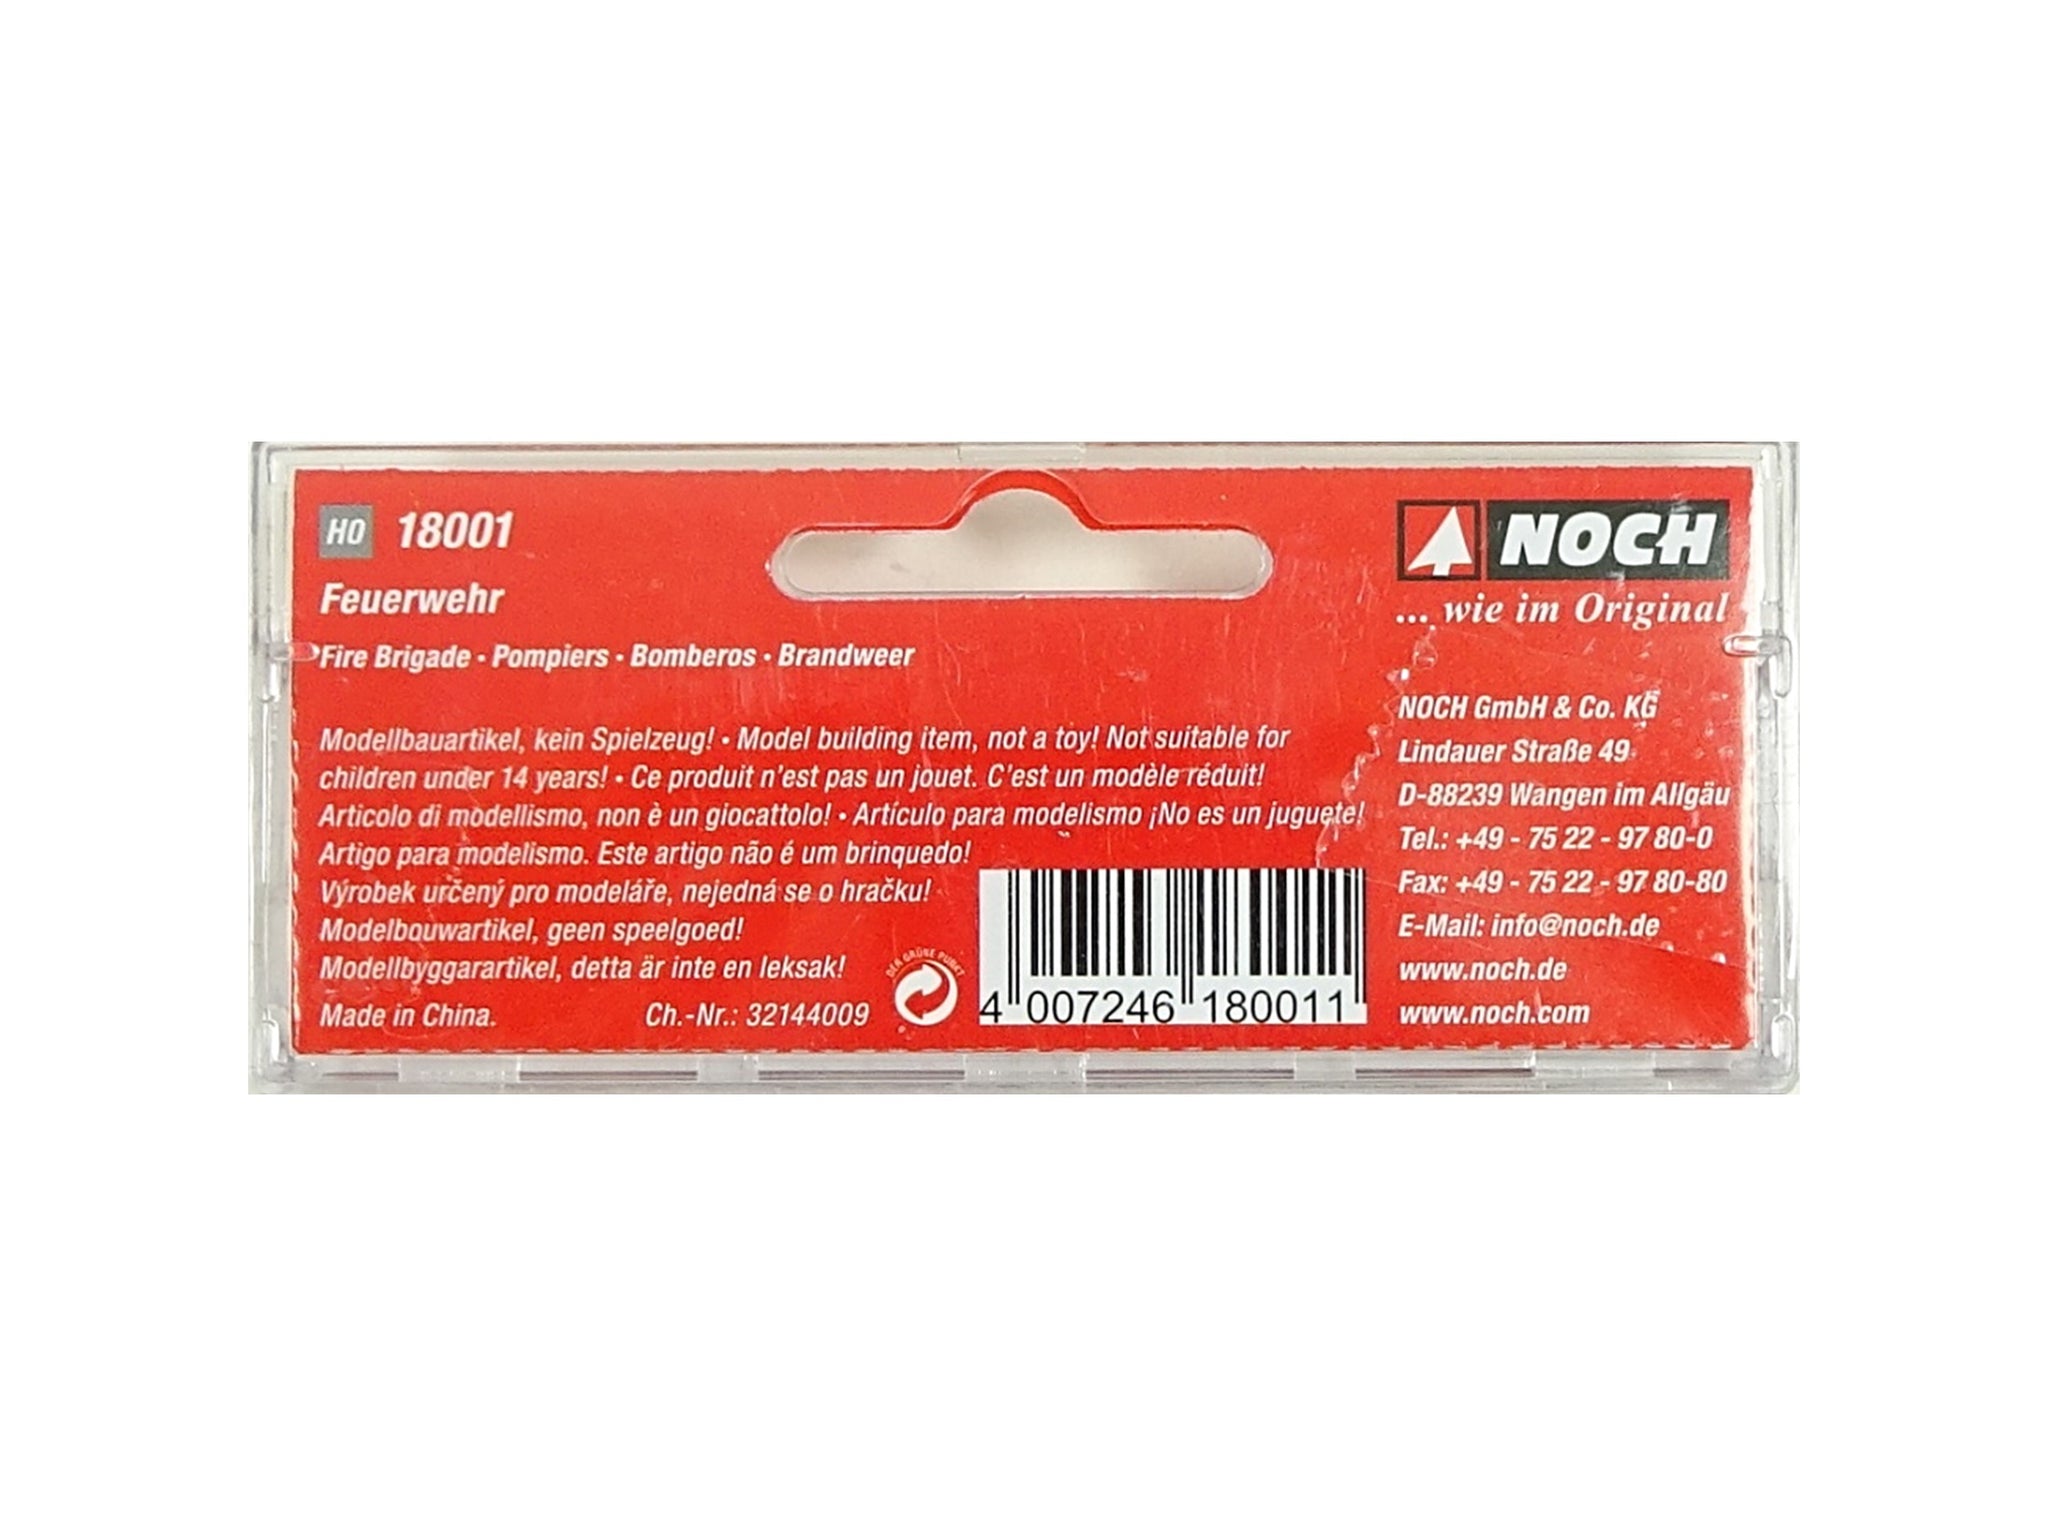 H0 18001
Feuerwehr
Fire Brigade • Pompiers • Bomberos • Brandweer
Modellbauartikel, kein Spielzeug! • Model building item, not a toy! Not suitable for
children under 14 years! • Ce produit n'est pas un jouet. C'est un modèle réduit!
Articolo di modellismo, non è un giocattolo! • Artículo para modelismo ¡No es un juguete!
Artigo para modelismo. Este artigo não é um brinquedo!
Výrobek určený pro modeláře, nejedná se o hračku!
Modelbouwartikel, geen speelgoed!
Modellbyggarartikel, detta är inte en leksak!
Made in China. Ch.-Nr.: 32144009
DER GRÜNE PUNKT
4 007246 180011
NOCH
... wie im Original
NOCH GmbH & Co. KG
Lindauer Straße 49
D-88239 Wangen im Allgäu
Tel.: +49 - 75 22 - 97 80-0
Fax: +49 - 75 22 - 97 80-80
E-Mail: info@noch.de
www.noch.de
www.noch.com